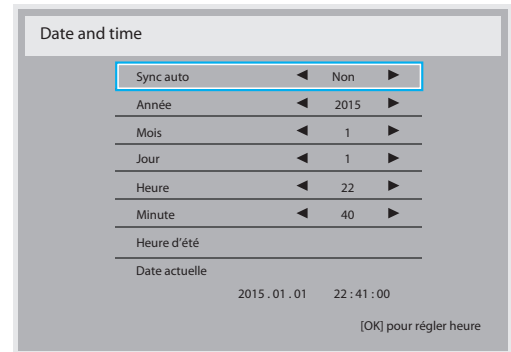 Date and time
Sync auto ◀ Non ▶
Année ◀ 2015 ▶
Mois ◀ 1 ▶
Jour ◀ 1 ▶
Heure ◀ 22 ▶
Minute ◀ 40 ▶
Heure d’été
Date actuelle
2015 . 01 . 01 22 : 41 : 00
[OK] pour régler heure